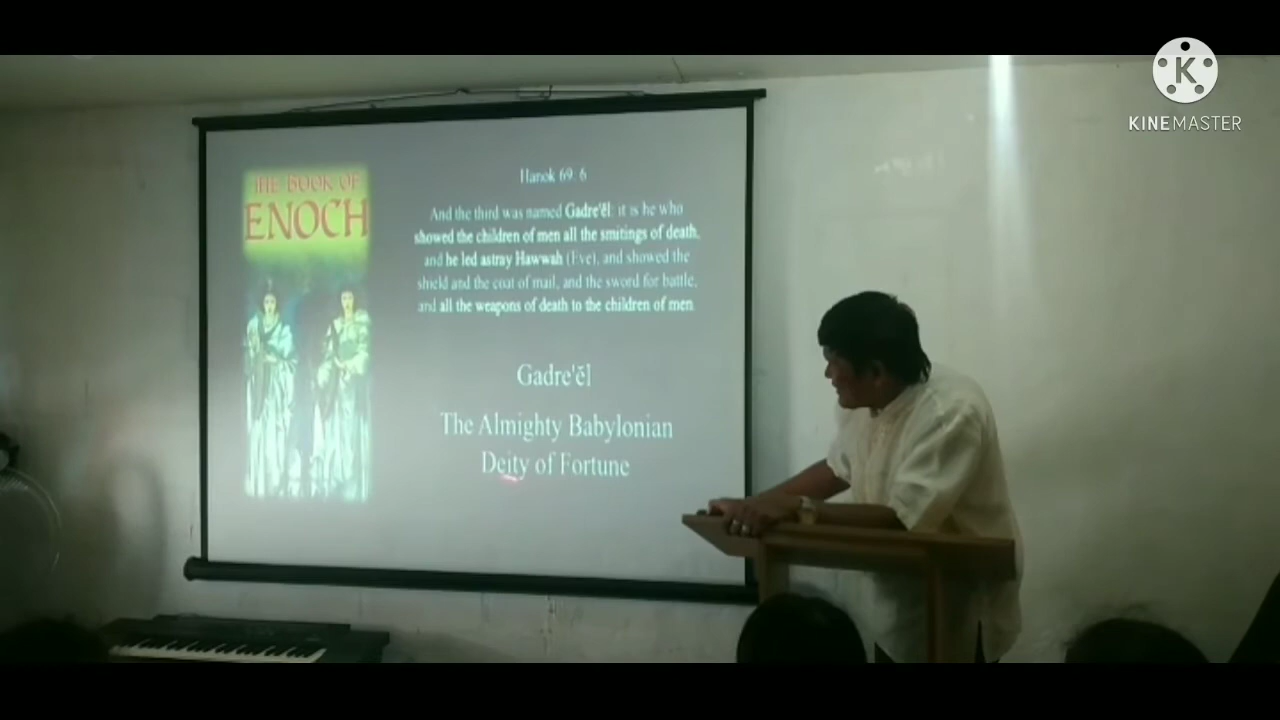 THE BOOK OF
ENOCH
Hanok 69: 6
And the third was named Gadre'ĕl: it is he who
showed the children of men all the smitings of death,
and he led astray Hawwah (Eve), and showed the
shield and the coat of mail, and the sword for battle,
and all the weapons of death to the children of men.
Gadre'ĕl
The Almighty Babylonian
Deity of Fortune
K
KINEMASTER